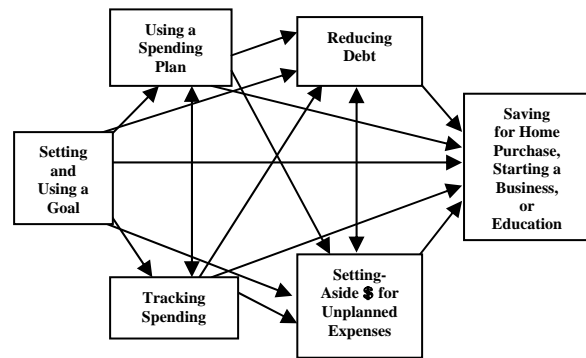 Using a
Spending
Plan
Reducing
Debt
Saving
for Home
Purchase,
Starting a
Business,
or
Education
Setting
and
Using a
Goal
Tracking
Spending
Setting-
Aside $ for
Unplanned
Expenses